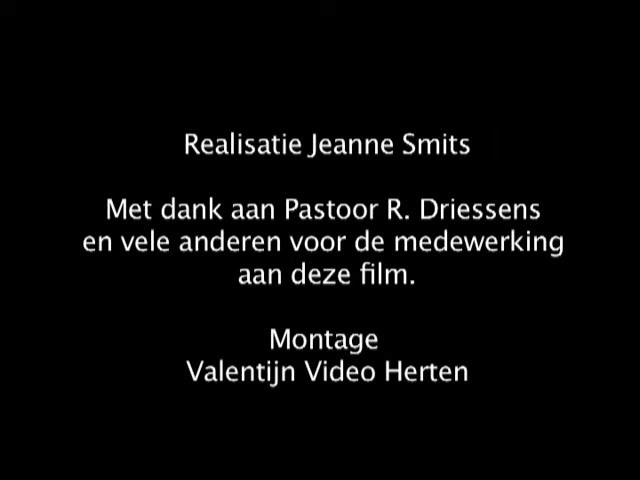 Realisatie Jeanne Smits
Met dank aan Pastoor R. Driessens
en vele anderen voor de medewerking
aan deze film.
Montage
Valentijn Video Herten